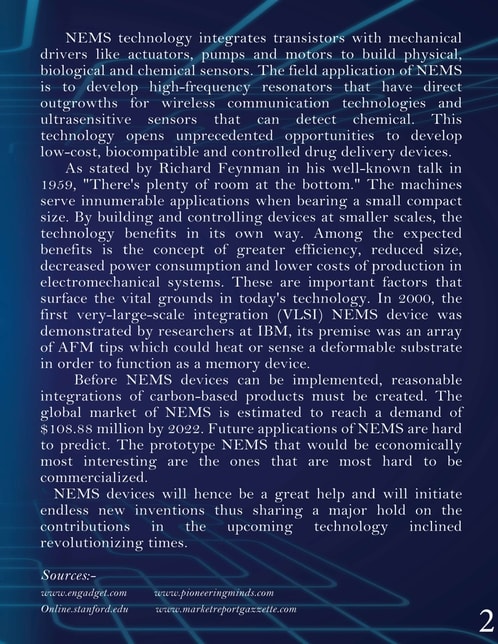 NEMS technology integrates transistors with mechanical
drivers like actuators, pumps and motors to build physical,
biological and chemical sensors. The field application of NEMS
is to develop high-frequency resonators that have direct
outgrowths for wireless communication technologies and
ultrasensitive sensors that can detect chemical. This
technology opens unprecedented opportunities to develop
low-cost, biocompatible and controlled drug delivery devices.
As stated by Richard Feynman in his well-known talk in
1959, "There's plenty of room at the bottom." The machines
serve innumerable applications when bearing a small compact
size. By building and controlling devices at smaller scales, the
technology benefits in its own way. Among the expected
benefits is the concept of greater efficiency, reduced size,
decreased power consumption and lower costs of production in
electromechanical systems. These are important factors that
surface the vital grounds in today's technology. In 2000, the
first very-large-scale integration (VLSI) NEMS device was
demonstrated by researchers at IBM, its premise was an array
of AFM tips which could heat or sense a deformable substrate
in order to function as a memory device.
Before NEMS devices can be implemented, reasonable
integrations of carbon-based products must be created. The
global market of NEMS is estimated to reach a demand of
$108.88 million by 2022. Future applications of NEMS are hard
to predict. The prototype NEMS that would be economically
most interesting are the ones that are most hard to be
commercialized.
NEMS devices will hence be a great help and will initiate
endless new inventions thus sharing a major hold on the
contributions in the upcoming technology inclined
revolutionizing times.
Sources:-
www.engadget.com www.pioneeringminds.com
Online.stanford.edu www.marketreportgazzette.com
2